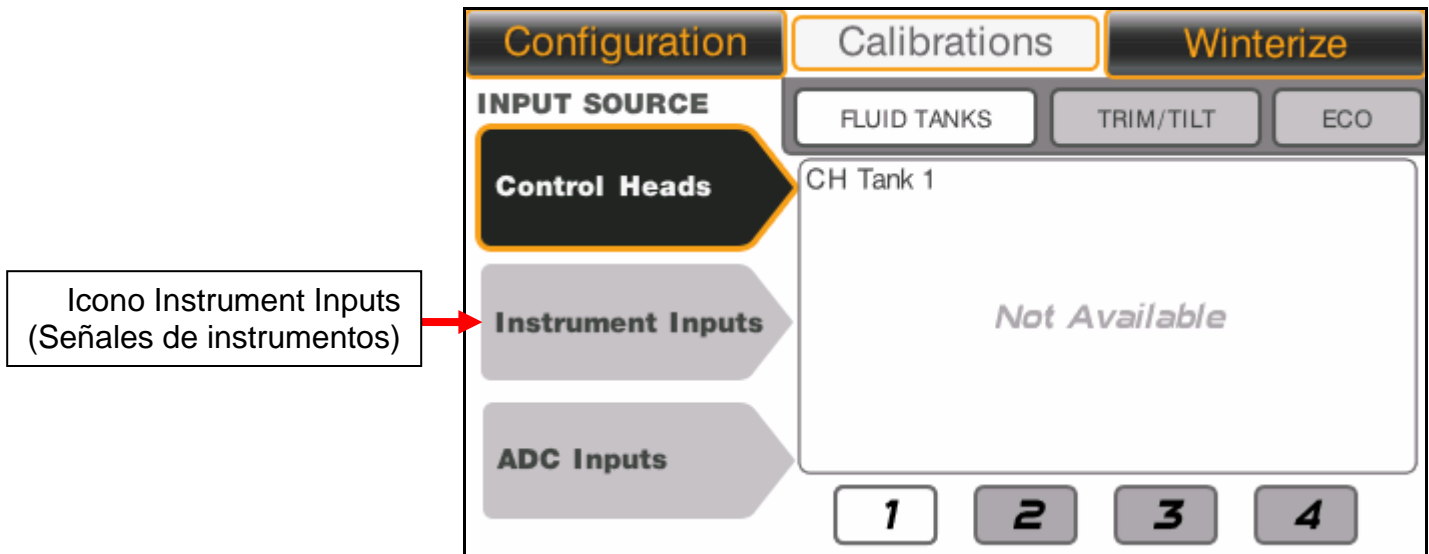 Configuration
Calibrations
Winterize
INPUT SOURCE
FLUID TANKS
TRIM/TILT
ECO
Control Heads
CH Tank 1
Icono Instrument Inputs
(Señales de instrumentos)
Instrument Inputs
Not Available
ADC Inputs
1
2
3
4